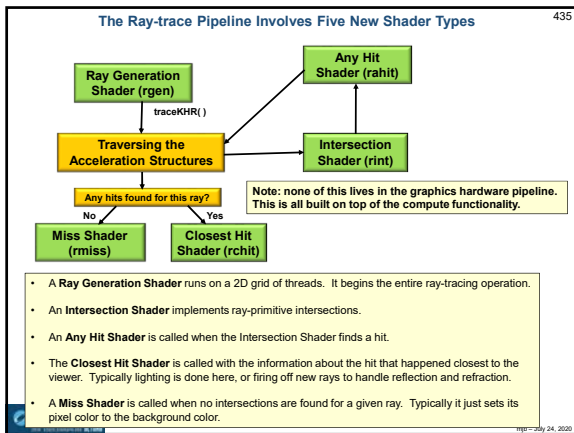 The Ray-trace Pipeline Involves Five New Shader Types
435
Ray Generation
Shader (rgen)
Any Hit
Shader (rahit)
traceKHR( )
Traversing the
Acceleration Structures
Intersection
Shader (rint)
Any hits found for this ray?
Note: none of this lives in the graphics hardware pipeline.
This is all built on top of the compute functionality.
No
Yes
Miss Shader
(rmiss)
Closest Hit
Shader (rchit)
• A Ray Generation Shader runs on a 2D grid of threads. It begins the entire ray-tracing operation.
• An Intersection Shader implements ray-primitive intersections.
• An Any Hit Shader is called when the Intersection Shader finds a hit.
• The Closest Hit Shader is called with the information about the hit that happened closest to the
viewer. Typically lighting is done here, or firing off new rays to handle reflection and refraction.
• A Miss Shader is called when no intersections are found for a given ray. Typically it just sets its
pixel color to the background color.
mjb – July 24, 2020